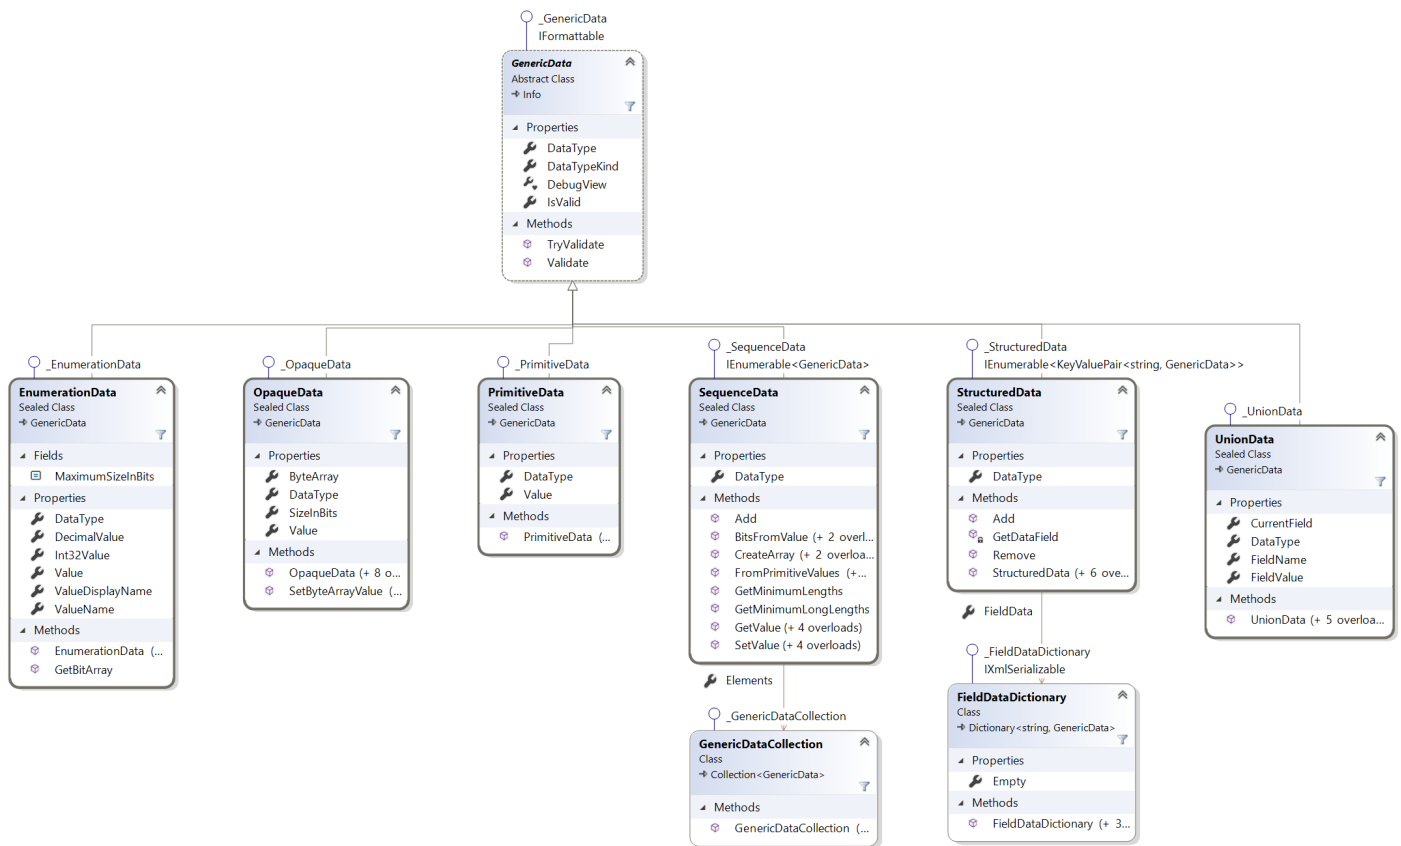 _GenericData
IFormattable
GenericData
Abstract Class
Info
Properties
DataType
DataTypeKind
DebugView
IsValid
Methods
TryValidate
Validate
_EnumerationData
EnumerationData
Sealed Class
GenericData
Fields
MaximumSizeInBits
Properties
DataType
DecimalValue
Int32Value
Value
ValueDisplayName
ValueName
Methods
EnumerationData (...
GetBitArray
_OpaqueData
OpaqueData
Sealed Class
GenericData
Properties
ByteArray
DataType
SizeInBits
Value
Methods
OpaqueData (+ 8 o...
SetByteArrayValue (...
_PrimitiveData
PrimitiveData
Sealed Class
GenericData
Properties
DataType
Value
Methods
PrimitiveData (...
_SequenceData
IEnumerable<GenericData>
SequenceData
Sealed Class
GenericData
Properties
DataType
Methods
Add
BitsFromValue (+ 2 overl...
CreateArray (+ 2 overloa...
FromPrimitiveValues (+...
GetMinimumLengths
GetMinimumLongLengths
GetValue (+ 4 overloads)
SetValue (+ 4 overloads)
Elements
_GenericDataCollection
GenericDataCollection
Class
Collection<GenericData>
Methods
GenericDataCollection (...
_StructuredData
IEnumerable<KeyValuePair<string, GenericData>>
StructuredData
Sealed Class
GenericData
Properties
DataType
Methods
Add
GetDataField
Remove
StructuredData (+ 6 ove...
FieldData
_FieldDataDictionary
IXmlSerializable
FieldDataDictionary
Class
Dictionary<string, GenericData>
Properties
Empty
Methods
FieldDataDictionary (+ 3...
_UnionData
UnionData
Sealed Class
GenericData
Properties
CurrentField
DataType
FieldName
FieldValue
Methods
UnionData (+ 5 overloa...